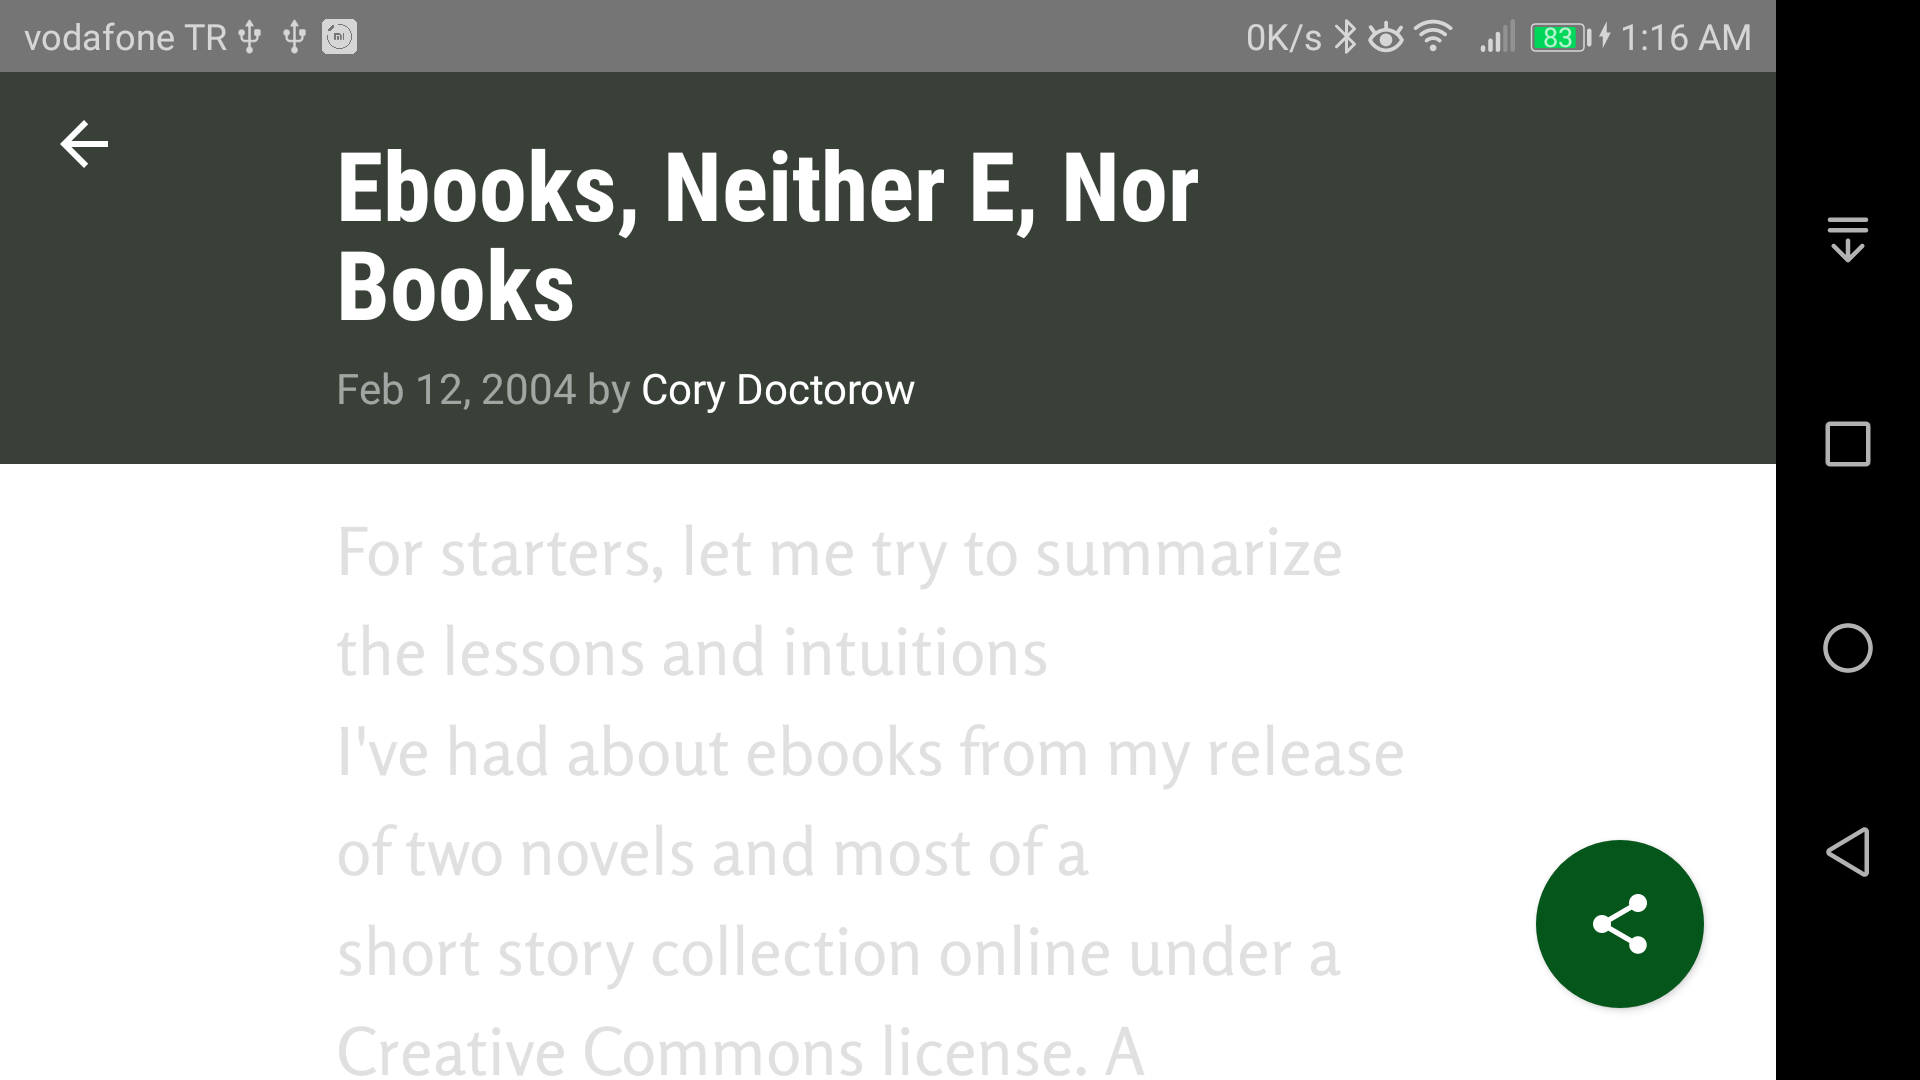 vodafone TR
0K/s 83 1:16 AM
Ebooks, Neither E, Nor
Books
Feb 12, 2004 by Cory Doctorow
For starters, let me try to summarize
the lessons and intuitions
I've had about ebooks from my release
of two novels and most of a
short story collection online under a
Creative Commons license. A